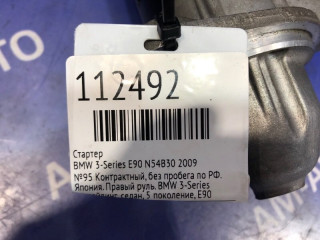 112492
Стартер
BMW 3-Series E90 N54B30 2009
№95.Контрактный, без пробега по РФ.
Япония. Правый руль. BMW 3-Series
седан, 5 поколение, E90